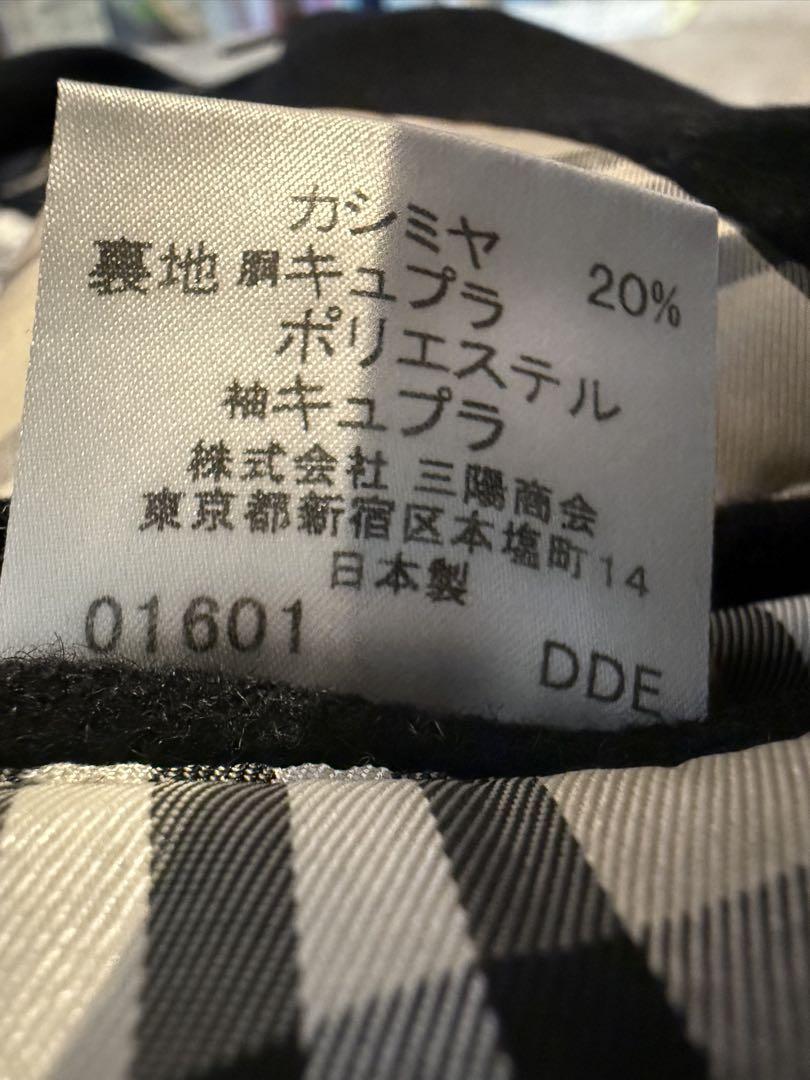 カシミヤ 20%
裏地 胴キュプラ
ポリエステル
袖キュプラ
株式会社 三陽商会
東京都新宿区本塩町14
日本製
01601 DDE